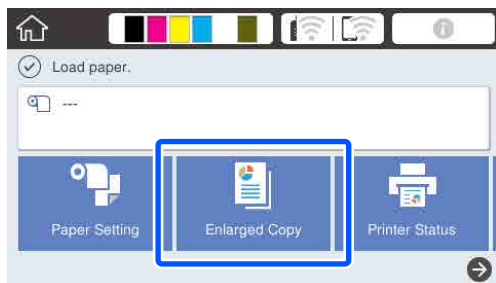 Load paper.
---
Paper Setting
Enlarged Copy
Printer Status